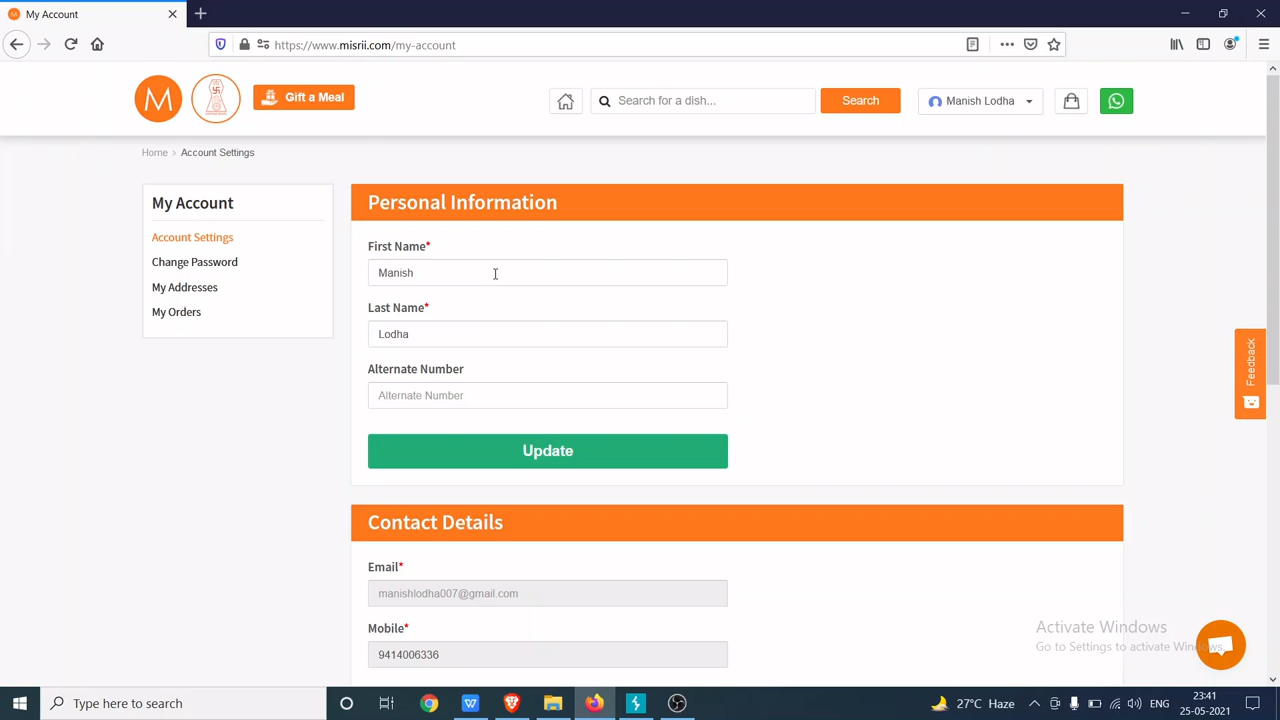 My Account
https://www.misrii.com/my-account
M
Gift a Meal
Search for a dish...
Search
Manish Lodha
Home > Account Settings
My Account
Account Settings
Change Password
My Addresses
My Orders
Personal Information
First Name*
Manish
Last Name*
Lodha
Alternate Number
Alternate Number
Update
Contact Details
Email*
manishlodha007@gmail.com
Mobile*
9414006336
Feedback
Activate Windows
Go to Settings to activate Windows.
Type here to search
27°C Haze
ENG
23:41
25-05-2021